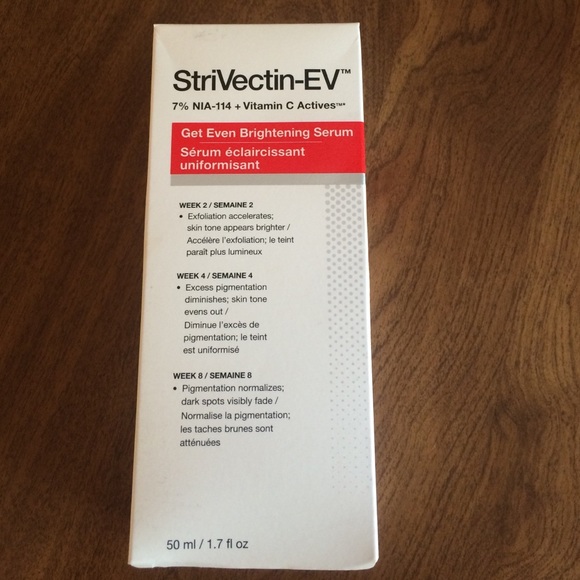 StriVectin-EV™
7% NIA-114 + Vitamin C Actives™*
Get Even Brightening Serum
Sérum éclaircissant
uniformisant
WEEK 2 / SEMAINE 2
• Exfoliation accelerates;
skin tone appears brighter /
Accélère l'exfoliation; le teint
paraît plus lumineux
WEEK 4 / SEMAINE 4
• Excess pigmentation
diminishes; skin tone
evens out /
Diminue l'excès de
pigmentation; le teint
est uniformisé
WEEK 8 / SEMAINE 8
• Pigmentation normalizes;
dark spots visibly fade /
Normalise la pigmentation;
les taches brunes sont
atténuées
50 ml / 1.7 fl oz